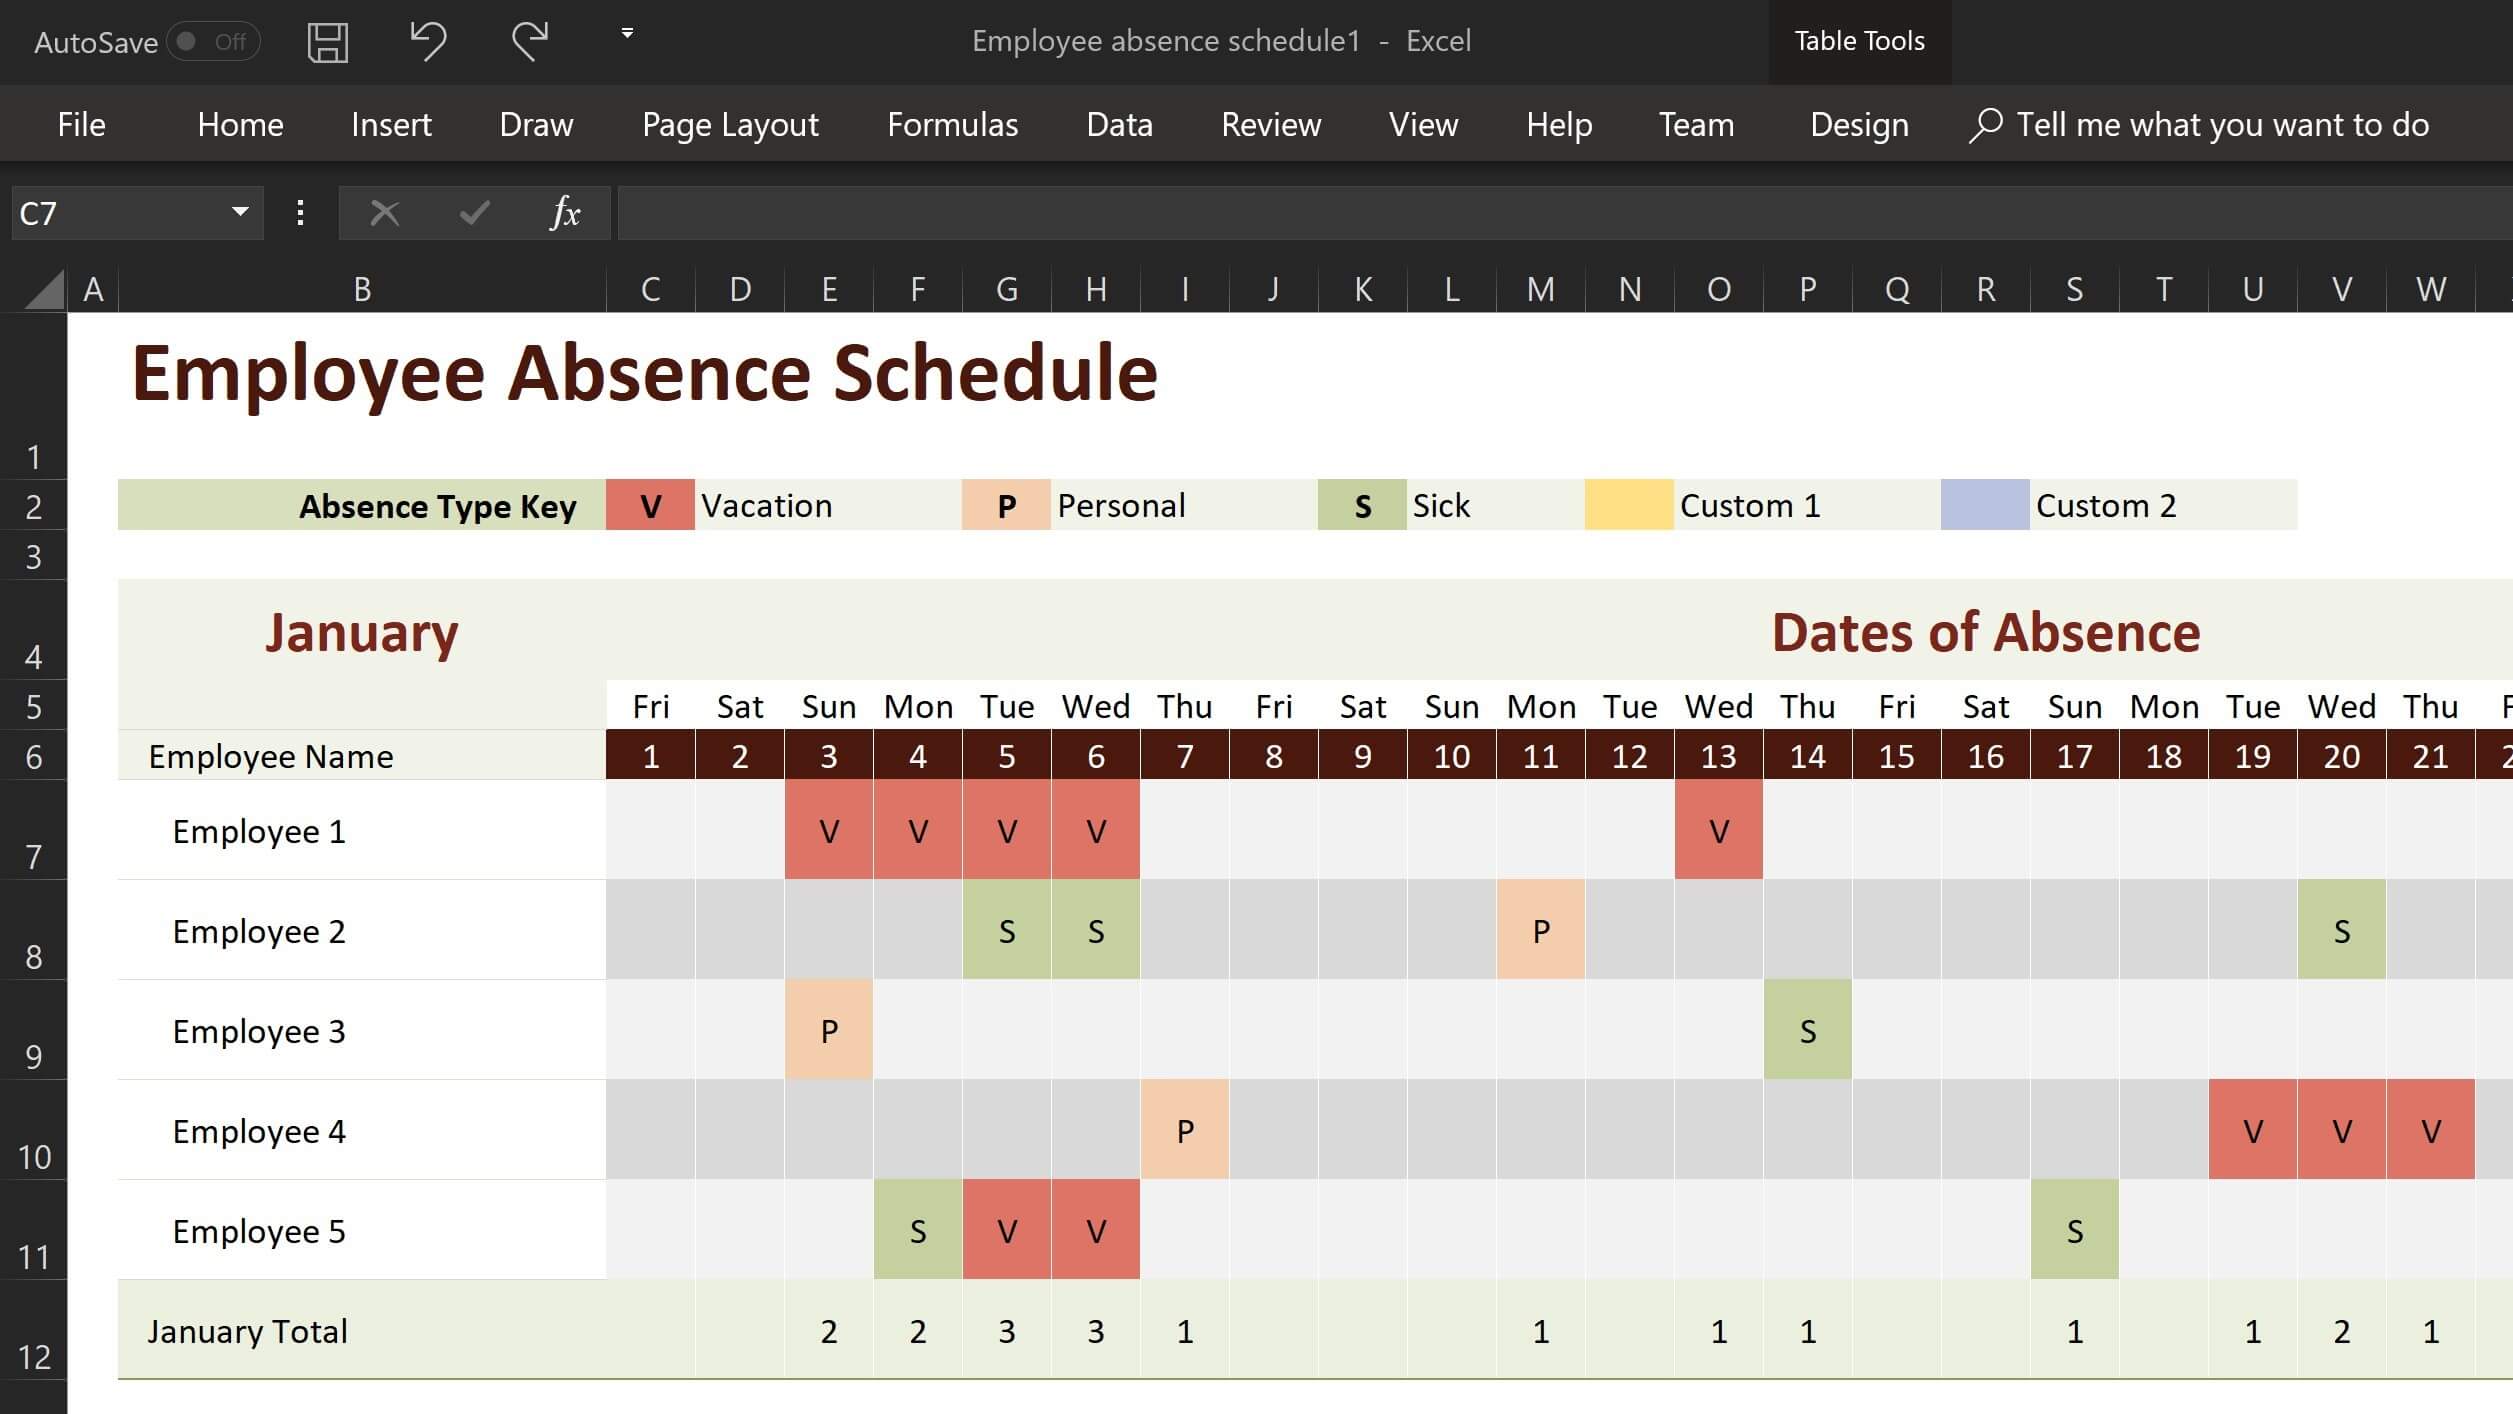 AutoSave Off Employee absence schedule1 - Excel Table Tools
File Home Insert Draw Page Layout Formulas Data Review View Help Team Design Tell me what you want to do
C7 fx
A B C D E F G H I J K L M N O P Q R S T U V W
Employee Absence Schedule
1
2 Absence Type Key V Vacation P Personal S Sick Custom 1 Custom 2
3
4 January Dates of Absence
5 Fri Sat Sun Mon Tue Wed Thu Fri Sat Sun Mon Tue Wed Thu Fri Sat Sun Mon Tue Wed Thu
6 Employee Name 1 2 3 4 5 6 7 8 9 10 11 12 13 14 15 16 17 18 19 20 21
7 Employee 1 V V V V V
8 Employee 2 S S P S
9 Employee 3 P S
10 Employee 4 P V V V
11 Employee 5 S V V S
12 January Total 2 2 3 3 1 1 1 1 1 1 2 1